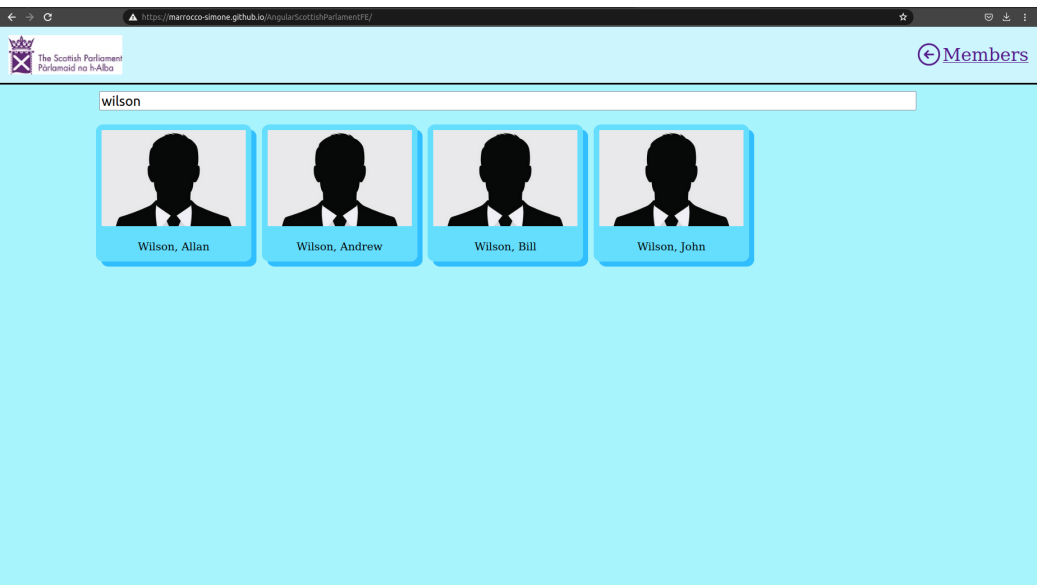 https://marrocco-simone.github.io/AngularScottishParlamentFE/
The Scottish Parliament
Pàrlamaid na h-Alba
Members
wilson
Wilson, Allan
Wilson, Andrew
Wilson, Bill
Wilson, John